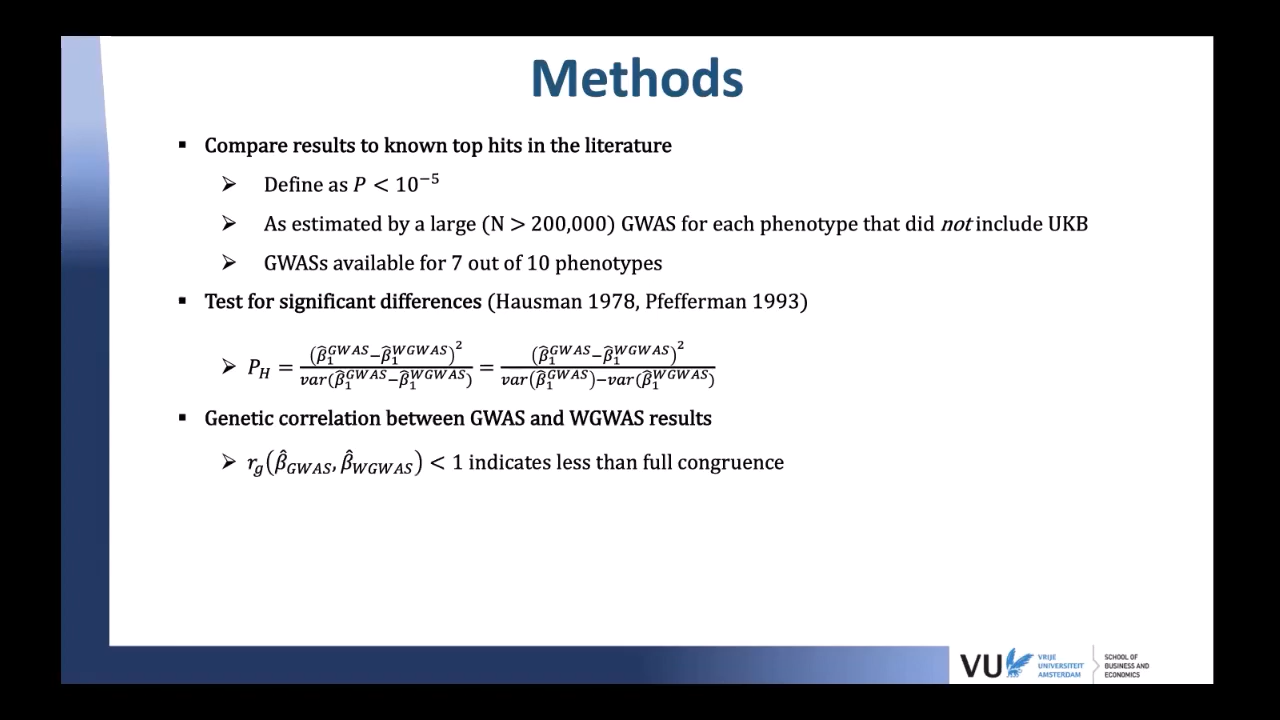 Methods
▪ Compare results to known top hits in the literature
➢ Define as P < 10⁻⁵
➢ As estimated by a large (N > 200,000) GWAS for each phenotype that did not include UKB
➢ GWASs available for 7 out of 10 phenotypes
▪ Test for significant differences (Hausman 1978, Pfefferman 1993)
➢ P_H = (β̂₁^GWAS − β̂₁^WGWAS)² / var(β̂₁^GWAS − β̂₁^WGWAS) = (β̂₁^GWAS − β̂₁^WGWAS)² / var(β̂₁^GWAS) − var(β̂₁^WGWAS)
▪ Genetic correlation between GWAS and WGWAS results
➢ r_g(β̂_GWAS, β̂_WGWAS) < 1 indicates less than full congruence
VU VRIJE UNIVERSITEIT AMSTERDAM
SCHOOL OF BUSINESS AND ECONOMICS